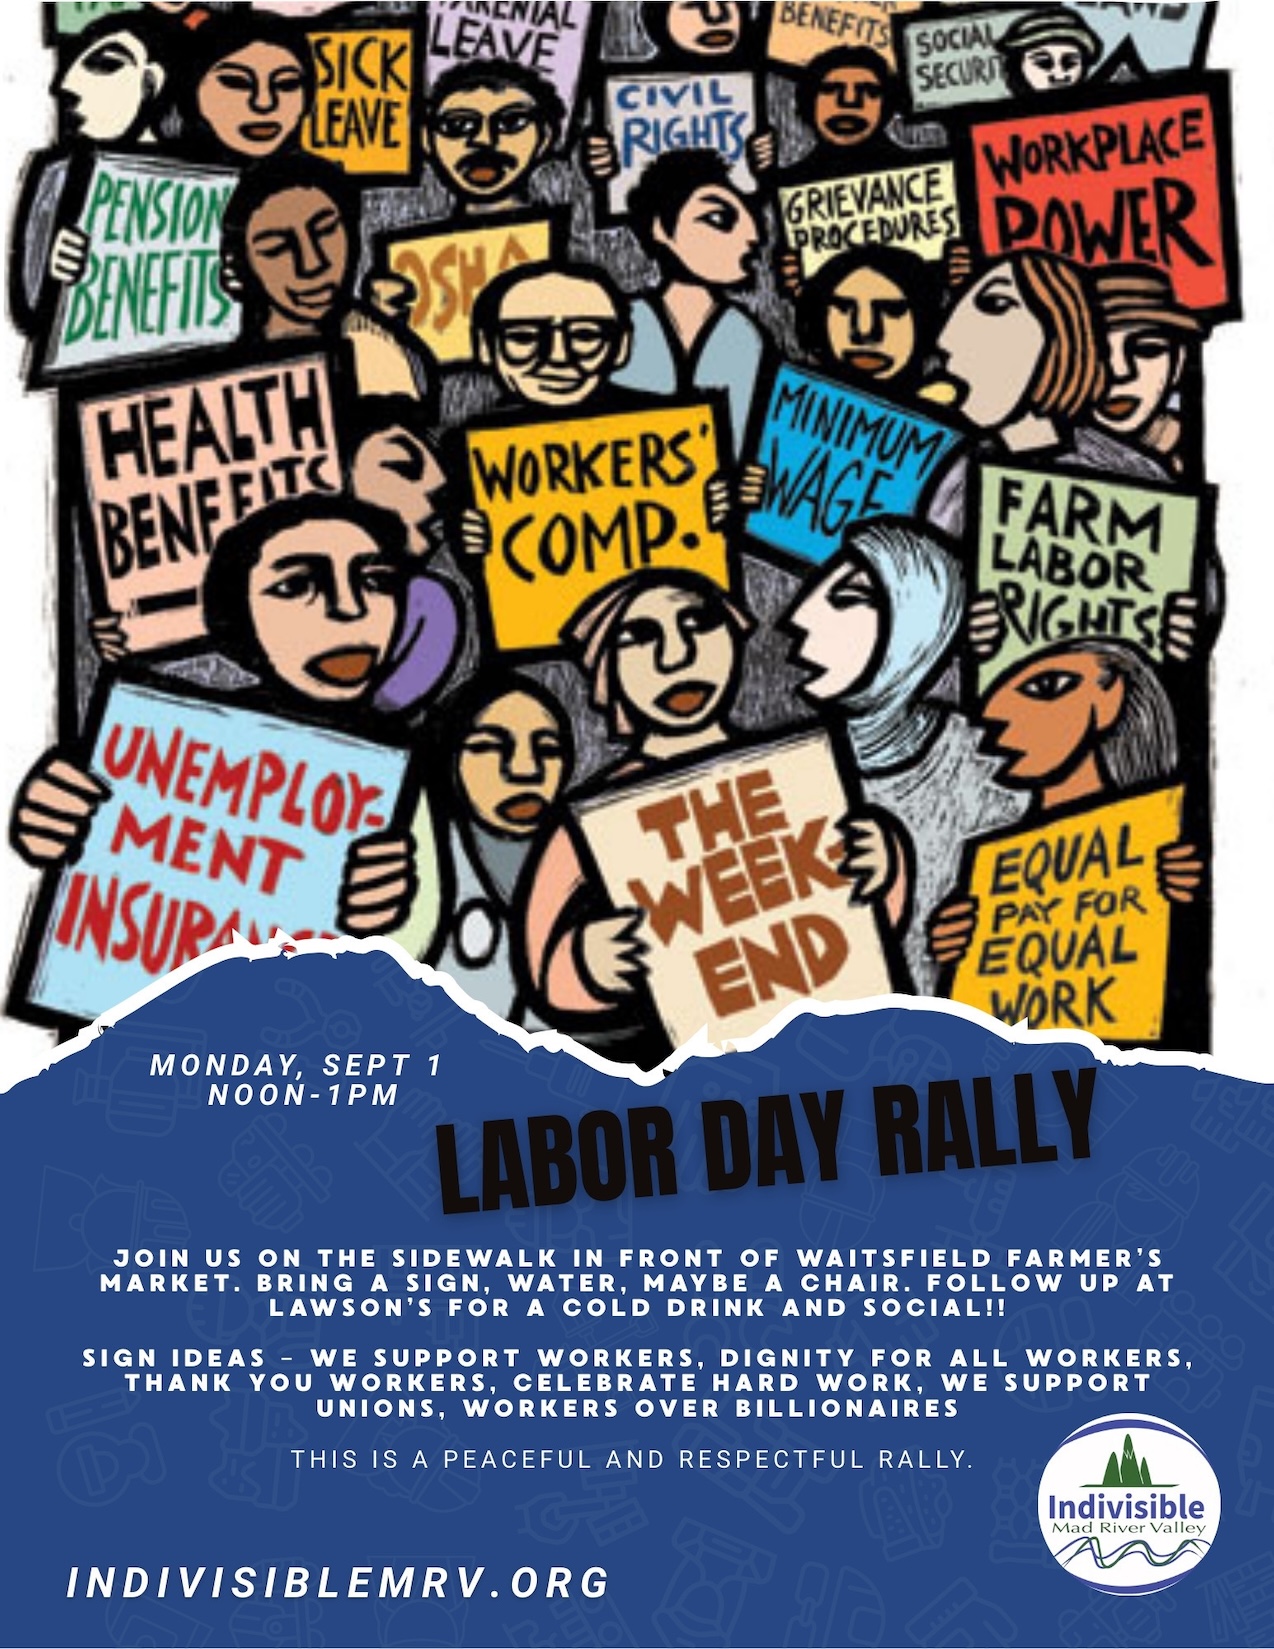 PARENTAL
LEAVE
BENEFITS
SOCIAL
SECURIT
SICK
LEAVE
CIVIL
RIGHTS
WORKPLACE
POWER
PENSION
BENEFITS
GRIEVANCE
PROCEDURES
OSHA
HEALTH
BENEFITS
WORKERS'
COMP.
MINIMUM
WAGE
FARM
LABOR
RIGHTS
UNEMPLOY-
MENT
INSURANCE
THE
WEEK-
END
EQUAL
PAY FOR
EQUAL
WORK
MONDAY, SEPT 1
NOON-1PM
LABOR DAY RALLY
JOIN US ON THE SIDEWALK IN FRONT OF WAITSFIELD FARMER'S
MARKET. BRING A SIGN, WATER, MAYBE A CHAIR. FOLLOW UP AT
LAWSON'S FOR A COLD DRINK AND SOCIAL!!
SIGN IDEAS - WE SUPPORT WORKERS, DIGNITY FOR ALL WORKERS,
THANK YOU WORKERS, CELEBRATE HARD WORK, WE SUPPORT
UNIONS, WORKERS OVER BILLIONAIRES
THIS IS A PEACEFUL AND RESPECTFUL RALLY.
Indivisible
Mad River Valley
INDIVISIBLEMRV.ORG